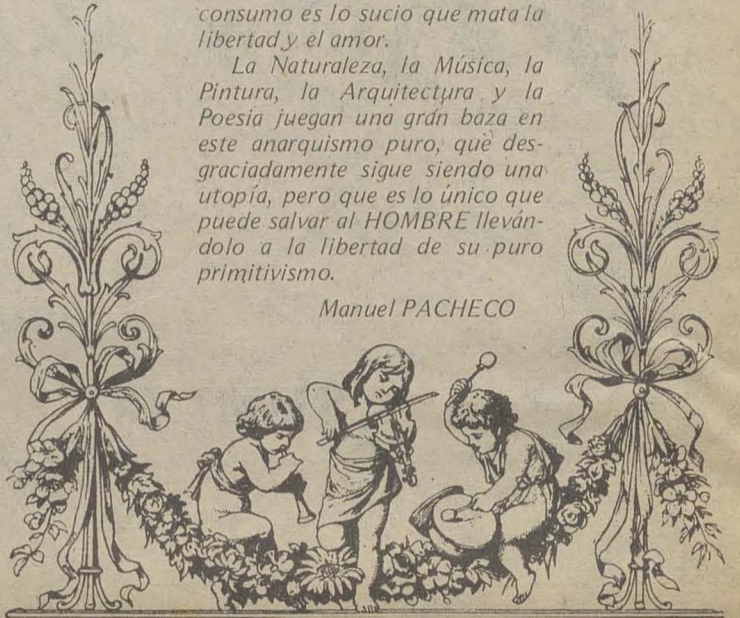 consumo es lo sucio que mata la
libertad y el amor.
La Naturaleza, la Música, la
Pintura, la Arquitectura y la
Poesia juegan una gran baza en
este anarquismo puro, que des-
graciadamente sigue siendo una
utopía, pero que es lo único que
puede salvar al HOMBRE lleván-
dolo a la libertad de su puro
primitivismo.
Manuel PACHECO